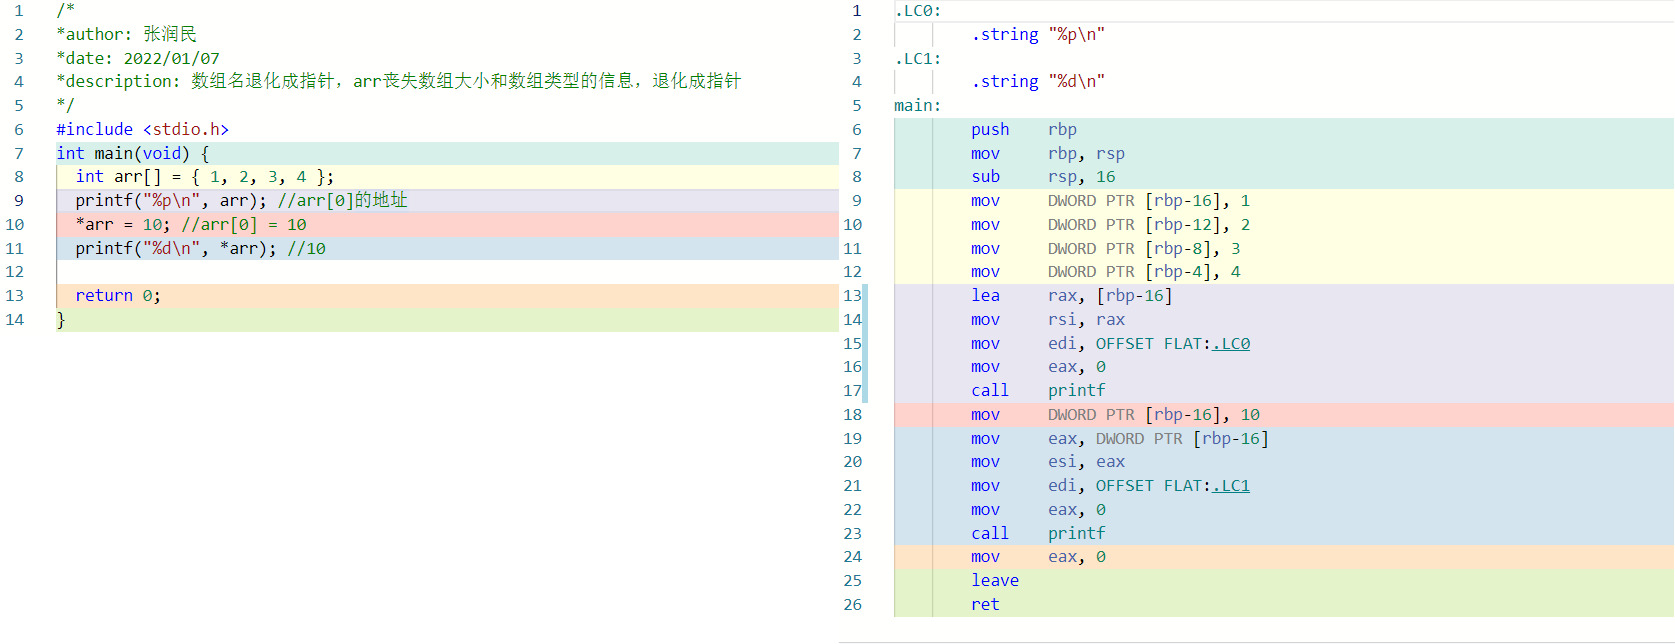 1 /*
2 *author: 张润民
3 *date: 2022/01/07
4 *description: 数组名退化成指针，arr丧失数组大小和数组类型的信息，退化成指针
5 */
6 #include <stdio.h>
7 int main(void) {
8   int arr[] = { 1, 2, 3, 4 };
9   printf("%p\n", arr); //arr[0]的地址
10   *arr = 10; //arr[0] = 10
11   printf("%d\n", *arr); //10
12
13   return 0;
14 }
1 .LC0:
2         .string "%p\n"
3 .LC1:
4         .string "%d\n"
5 main:
6         push    rbp
7         mov     rbp, rsp
8         sub     rsp, 16
9         mov     DWORD PTR [rbp-16], 1
10         mov     DWORD PTR [rbp-12], 2
11         mov     DWORD PTR [rbp-8], 3
12         mov     DWORD PTR [rbp-4], 4
13         lea     rax, [rbp-16]
14         mov     rsi, rax
15         mov     edi, OFFSET FLAT:.LC0
16         mov     eax, 0
17         call    printf
18         mov     DWORD PTR [rbp-16], 10
19         mov     eax, DWORD PTR [rbp-16]
20         mov     esi, eax
21         mov     edi, OFFSET FLAT:.LC1
22         mov     eax, 0
23         call    printf
24         mov     eax, 0
25         leave
26         ret